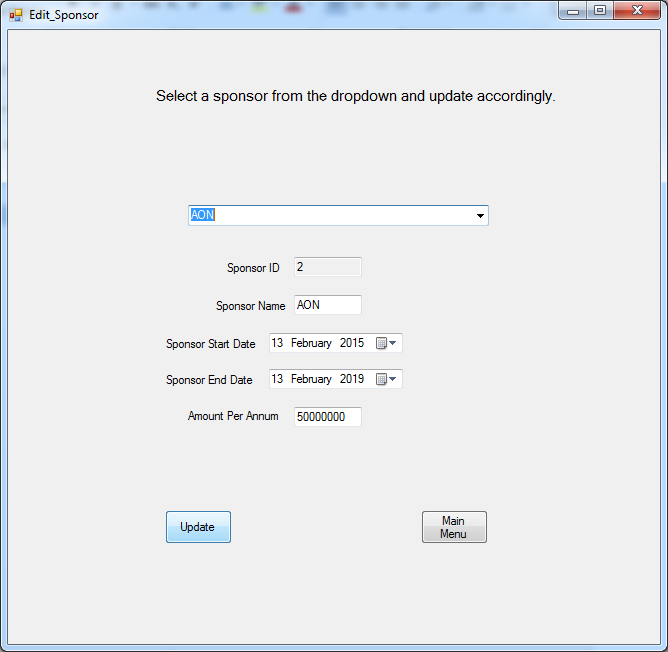 Edit_Sponsor
Select a sponsor from the dropdown and update accordingly.
AON
Sponsor ID 2
Sponsor Name AON
Sponsor Start Date 13 February 2015
Sponsor End Date 13 February 2019
Amount Per Annum 50000000
Update
Main
Menu